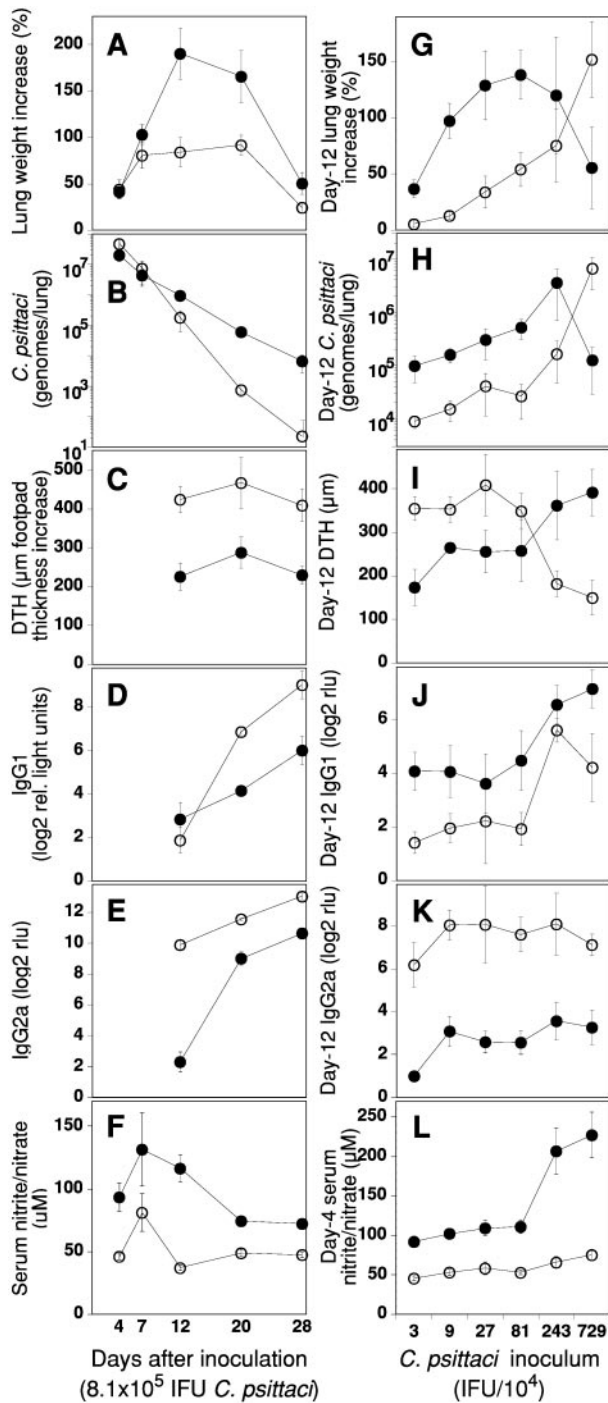 A
Lung weight increase (%)
200
150
100
50
0
B
C. psittaci
(genomes/lung)
10⁷
10⁵
10³
10¹
C
DTH (µm footpad
thickness increase)
500
400
300
200
100
0
D
IgG1
(log2 rel. light units)
8
6
4
2
0
E
IgG2a (log2 rlu)
12
10
8
6
4
2
0
F
Serum nitrite/nitrate
(uM)
150
100
50
0
4 7 12 20 28
Days after inoculation
(8.1x10⁵ IFU C. psittaci)
G
Day-12 lung weight
increase (%)
150
100
50
0
H
Day-12 C. psittaci
(genomes/lung)
10⁷
10⁶
10⁵
10⁴
I
Day-12 DTH (µm)
400
300
200
100
0
J
Day-12 IgG1 (log2 rlu)
6
4
2
0
K
Day-12 IgG2a (log2 rlu)
8
6
4
2
0
L
Day-4 serum
nitrite/nitrate (µM)
200
150
100
50
0
3 9 27 81 243 729
C. psittaci inoculum
(IFU/10⁴)